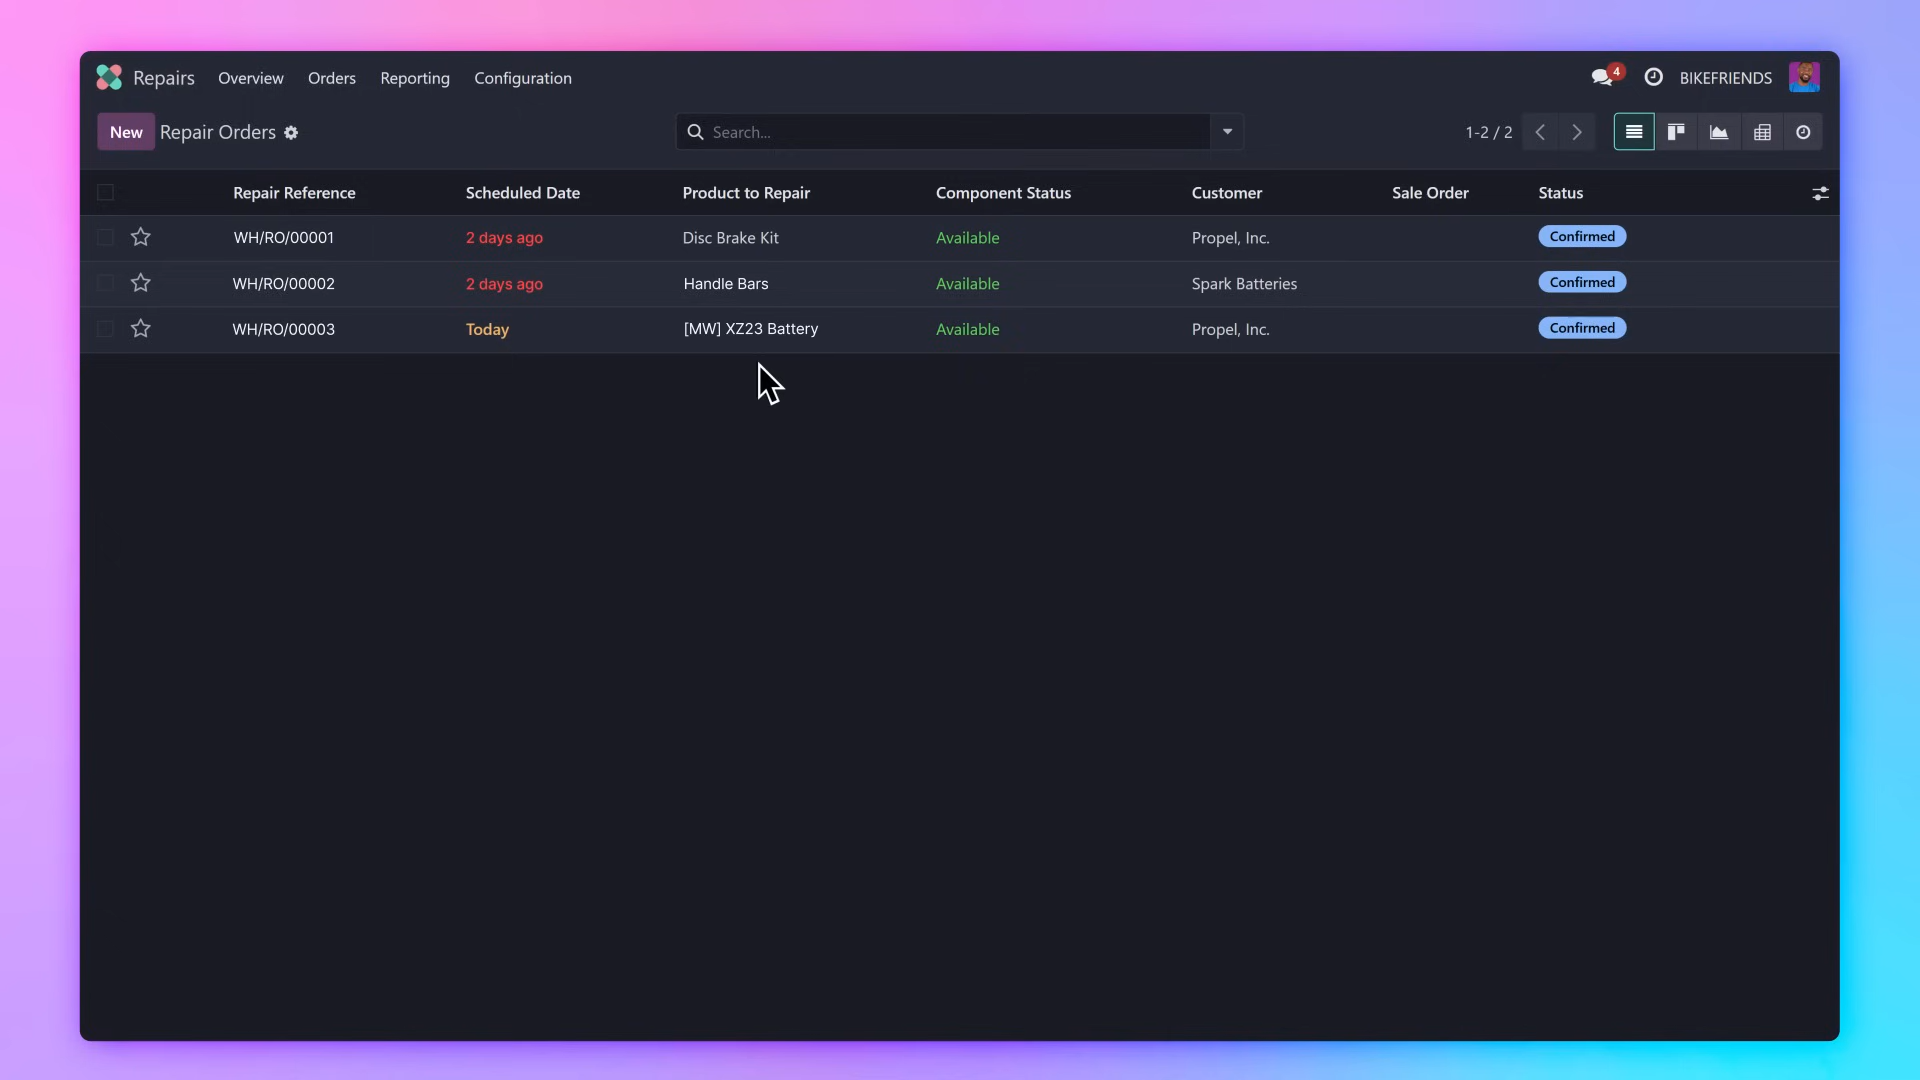 Repairs Overview Orders Reporting Configuration 4 BIKEFRIENDS
New Repair Orders Search... 1-2 / 2
Repair Reference Scheduled Date Product to Repair Component Status Customer Sale Order Status
WH/RO/00001 2 days ago Disc Brake Kit Available Propel, Inc. Confirmed
WH/RO/00002 2 days ago Handle Bars Available Spark Batteries Confirmed
WH/RO/00003 Today [MW] XZ23 Battery Available Propel, Inc. Confirmed